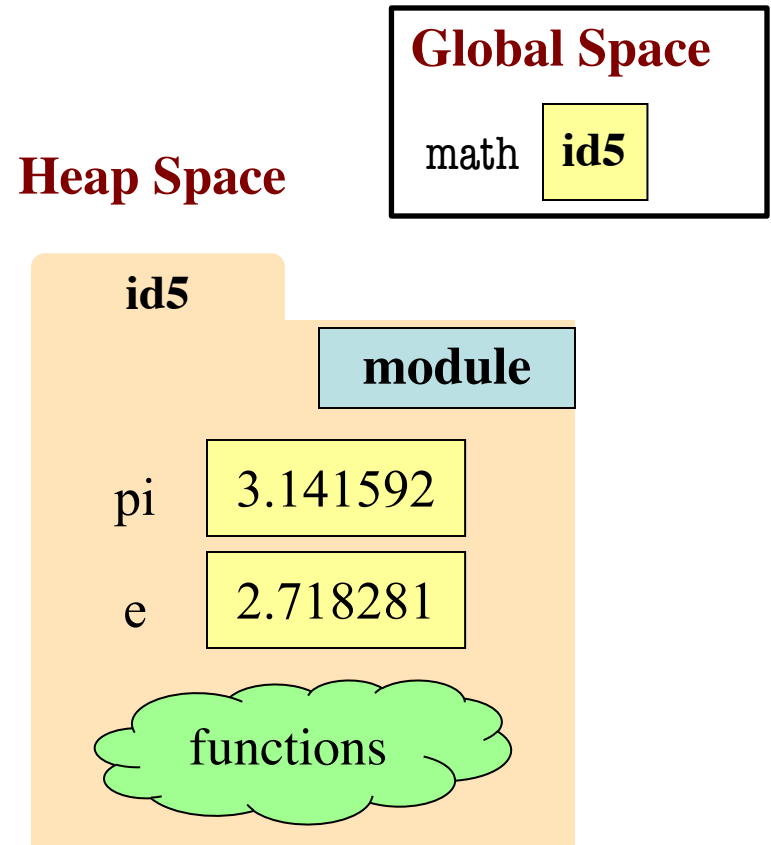 Global Space
math id5
Heap Space
id5
module
pi 3.141592
e 2.718281
functions